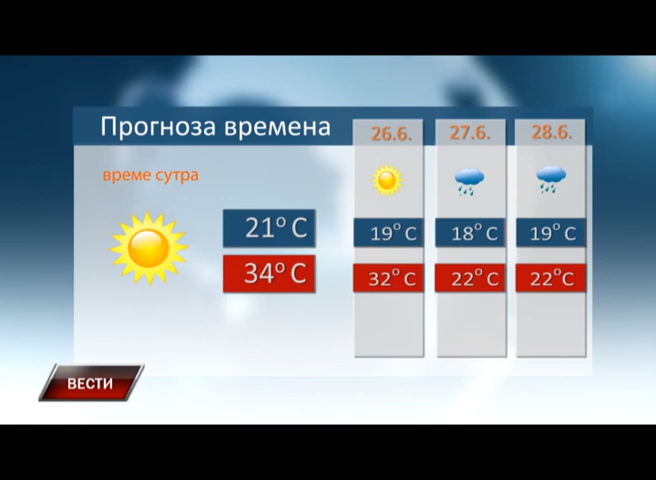 Прогноза времена
време сутра
21° C
34° C
26.6.
19° C
32° C
27.6.
18° C
22° C
28.6.
19° C
22° C
ВЕСТИ